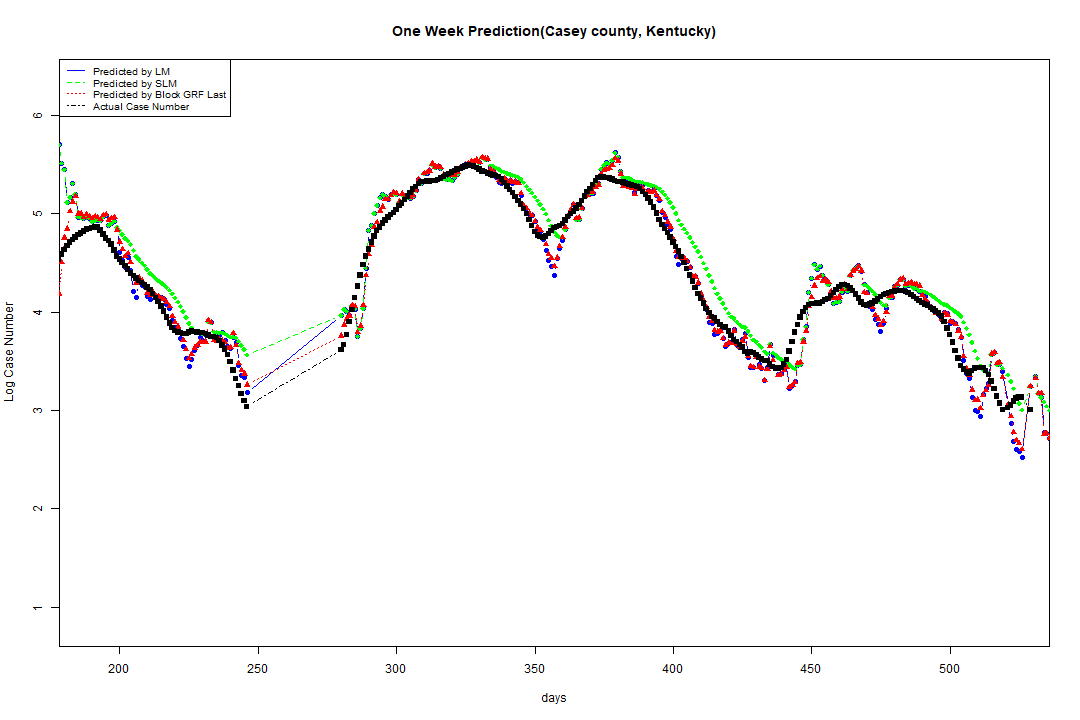 One Week Prediction(Casey county, Kentucky)
Predicted by LM
Predicted by SLM
Predicted by Block GRF Last
Actual Case Number
Log Case Number
6
5
4
3
2
1
200 250 300 350 400 450 500
days